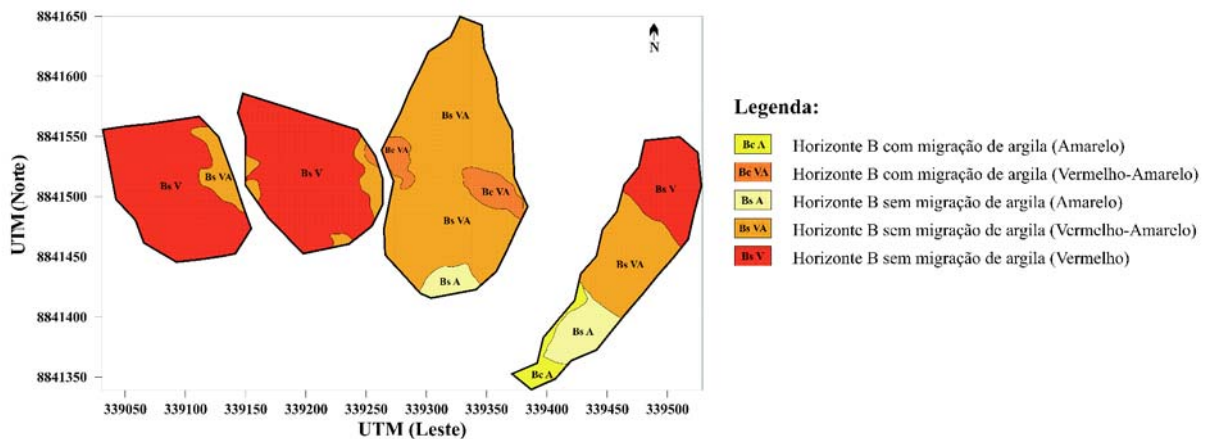 8841650
8841600
8841550
8841500
8841450
8841400
8841350
UTM (Norte)
339050
339100
339150
339200
339250
339300
339350
339400
339450
339500
UTM (Leste)
N
Bs V
Bs VA
Bs V
Bc VA
Bs VA
Bc VA
Bs VA
Bs A
Bs V
Bs VA
Bs A
Bc A
Legenda:
Bc A Horizonte B com migração de argila (Amarelo)
Bc VA Horizonte B com migração de argila (Vermelho-Amarelo)
Bs A Horizonte B sem migração de argila (Amarelo)
Bs VA Horizonte B sem migração de argila (Vermelho-Amarelo)
Bs V Horizonte B sem migração de argila (Vermelho)